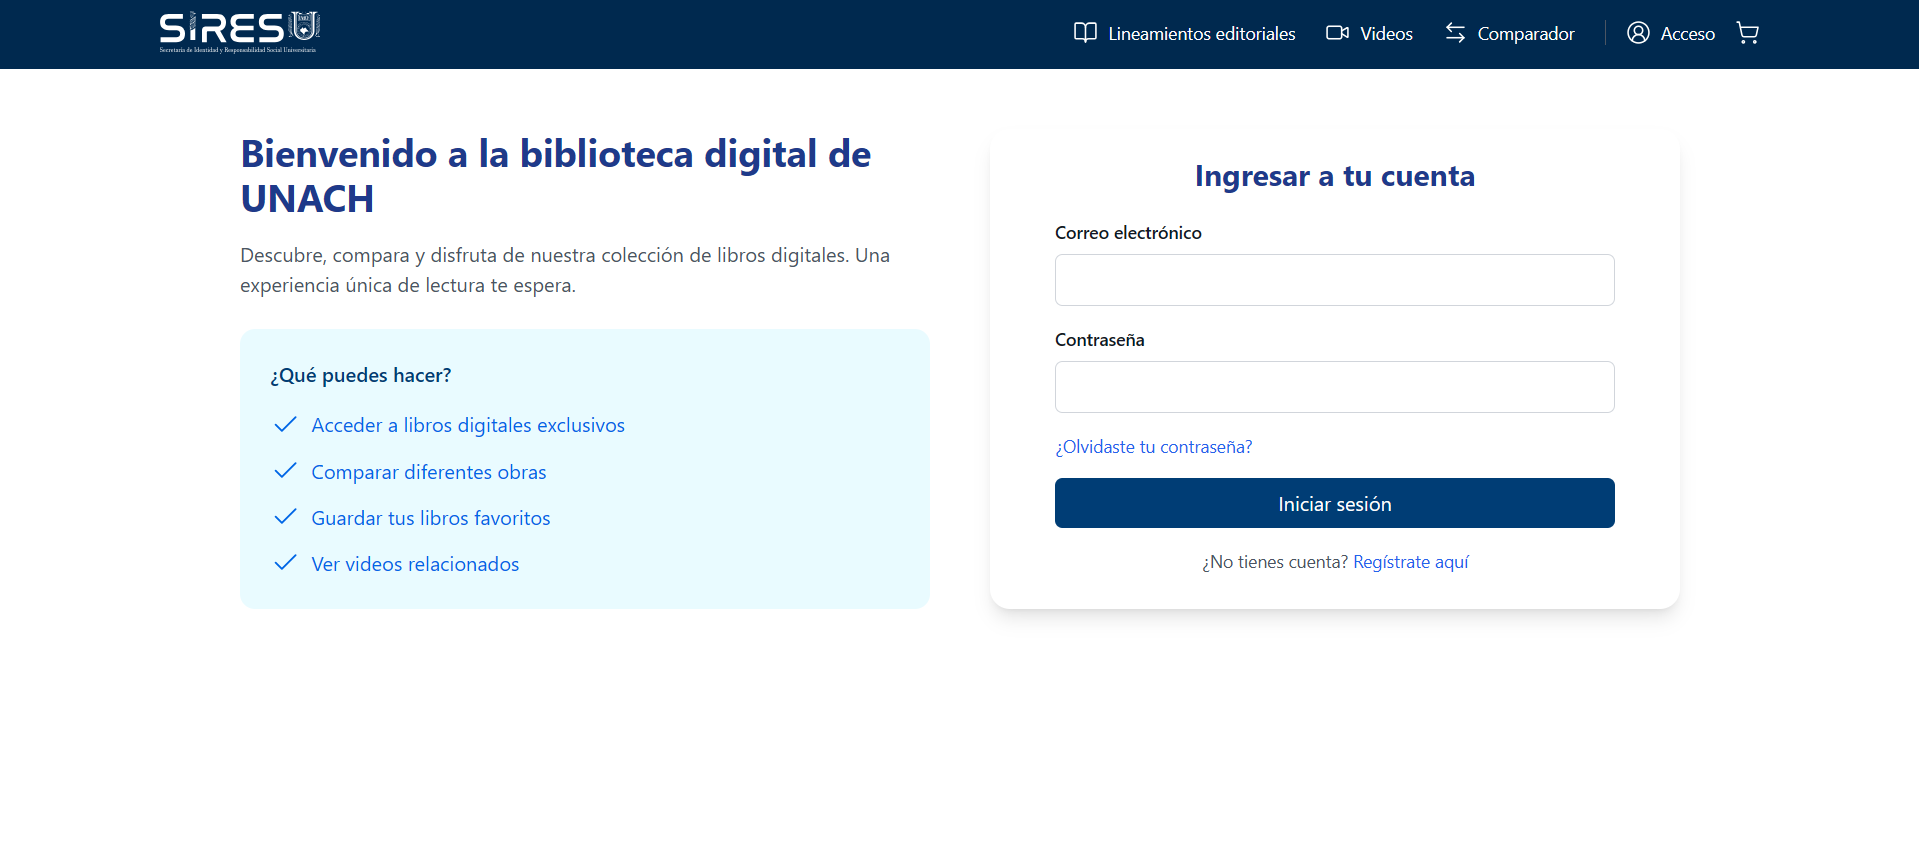 SIRESU
Secretaría de Identidad y Responsabilidad Social Universitaria
Lineamientos editoriales
Videos
Comparador
Acceso
Bienvenido a la biblioteca digital de
UNACH
Descubre, compara y disfruta de nuestra colección de libros digitales. Una
experiencia única de lectura te espera.
¿Qué puedes hacer?
Acceder a libros digitales exclusivos
Comparar diferentes obras
Guardar tus libros favoritos
Ver videos relacionados
Ingresar a tu cuenta
Correo electrónico
Contraseña
¿Olvidaste tu contraseña?
Iniciar sesión
¿No tienes cuenta? Regístrate aquí